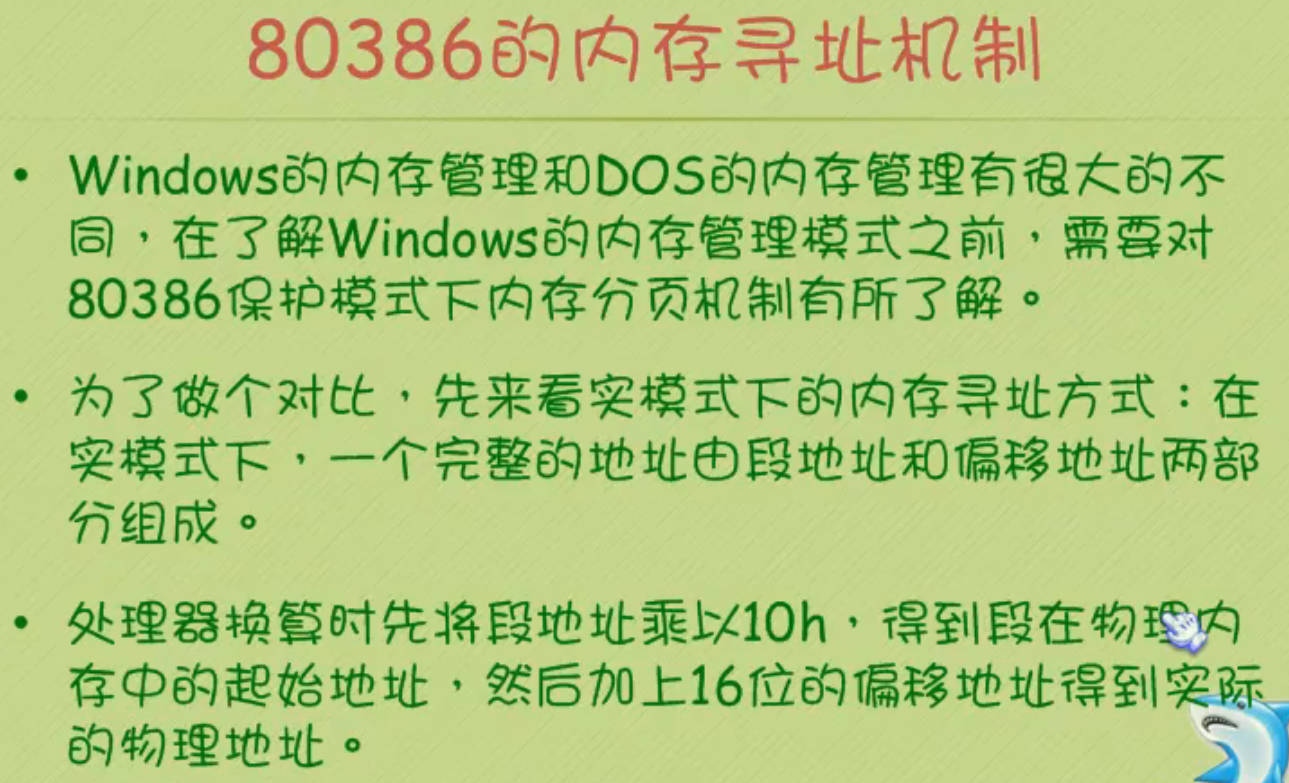 80386的内存寻址机制
• Windows的内存管理和DOS的内存管理有很大的不
同，在了解Windows的内存管理模式之前，需要对
80386保护模式下内存分页机制有所了解。
• 为了做个对比，先来看实模式下的内存寻址方式：在
实模式下，一个完整的地址由段地址和偏移地址两部
分组成。
• 处理器换算时先将段地址乘以10h，得到段在物理内
存中的起始地址，然后加上16位的偏移地址得到实际
的物理地址。